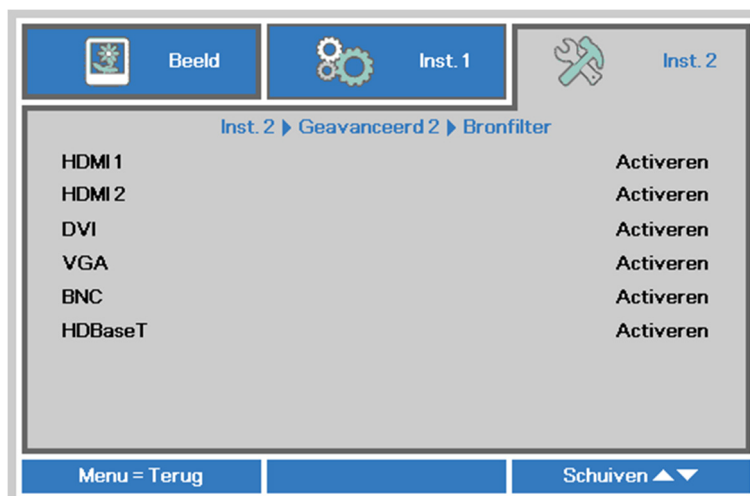 Beeld Inst. 1 Inst. 2
Inst. 2 ▶ Geavanceerd 2 ▶ Bronfilter
HDMI 1 Activeren
HDMI 2 Activeren
DVI Activeren
VGA Activeren
BNC Activeren
HDBaseT Activeren
Menu = Terug Schuiven ▲▼